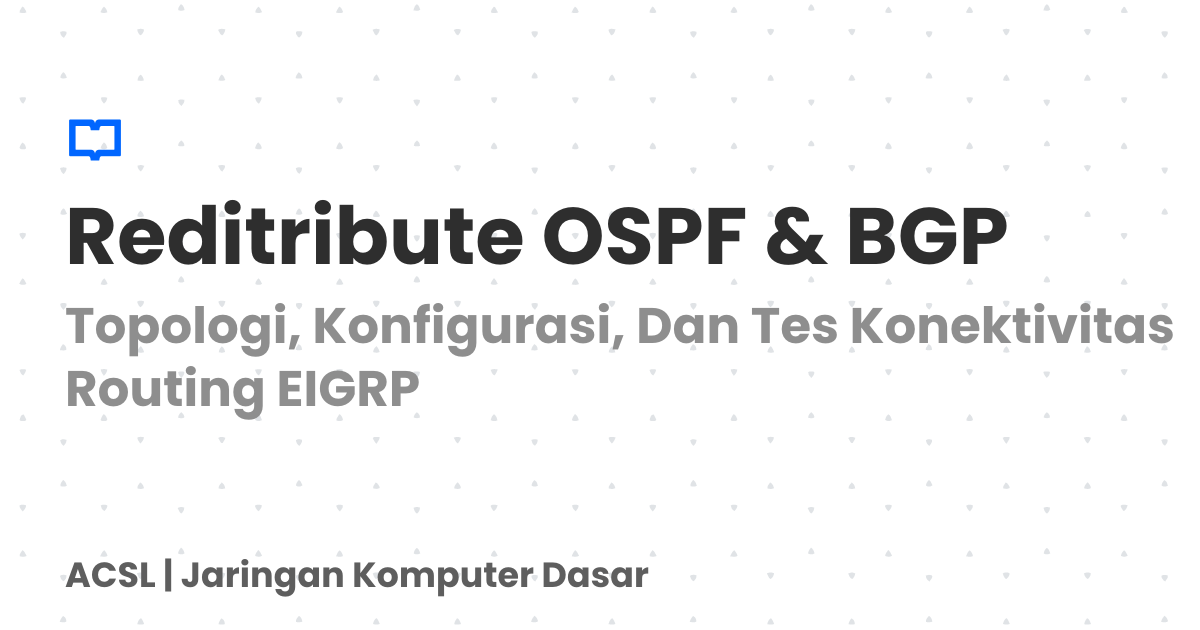 Reditribute OSPF & BGP
Topologi, Konfigurasi, Dan Tes Konektivitas
Routing EIGRP
ACSL | Jaringan Komputer Dasar